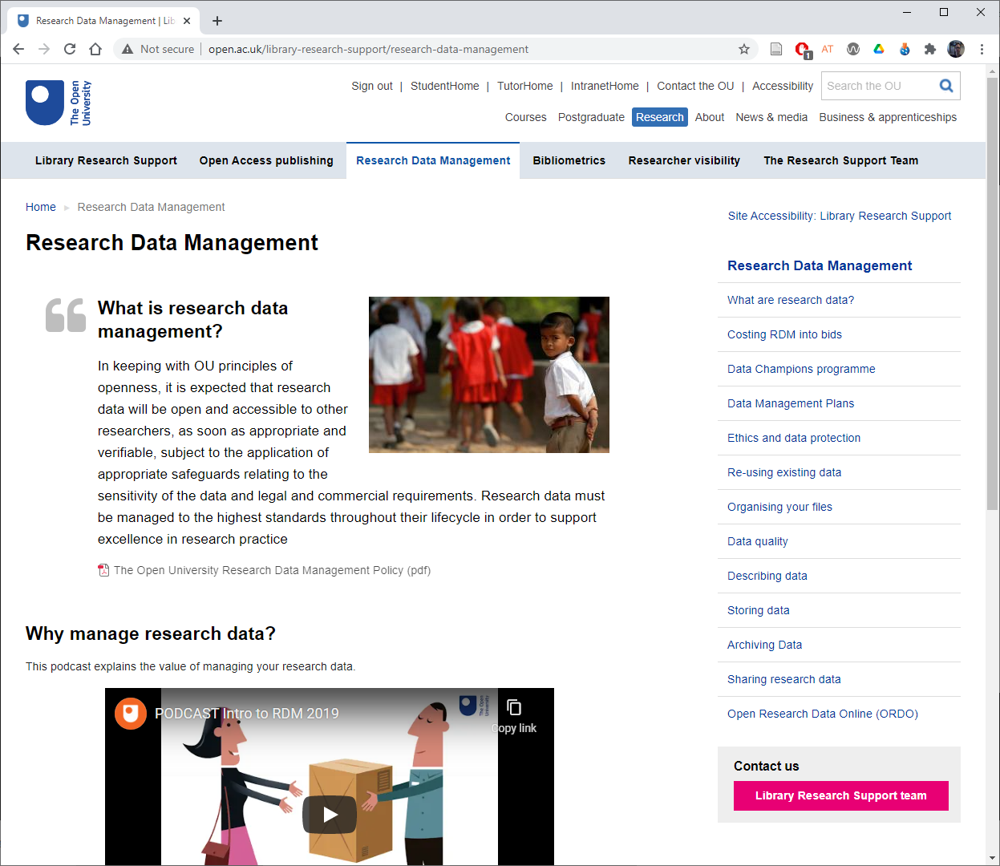 Research Data Management | Lib
Not secure | open.ac.uk/library-research-support/research-data-management
1
AT
The Open
University
Sign out | StudentHome | TutorHome | IntranetHome | Contact the OU | Accessibility
Search the OU
Courses Postgraduate Research About News & media Business & apprenticeships
Library Research Support Open Access publishing Research Data Management Bibliometrics Researcher visibility The Research Support Team
Home Research Data Management
Research Data Management
What is research data
management?
In keeping with OU principles of
openness, it is expected that research
data will be open and accessible to other
researchers, as soon as appropriate and
verifiable, subject to the application of
appropriate safeguards relating to the
sensitivity of the data and legal and commercial requirements. Research data must
be managed to the highest standards throughout their lifecycle in order to support
excellence in research practice
The Open University Research Data Management Policy (pdf)
Why manage research data?
This podcast explains the value of managing your research data.
PODCAST Intro to RDM 2019
The Open
University
Copy link
Site Accessibility: Library Research Support
Research Data Management
What are research data?
Costing RDM into bids
Data Champions programme
Data Management Plans
Ethics and data protection
Re-using existing data
Organising your files
Data quality
Describing data
Storing data
Archiving Data
Sharing research data
Open Research Data Online (ORDO)
Contact us
Library Research Support team